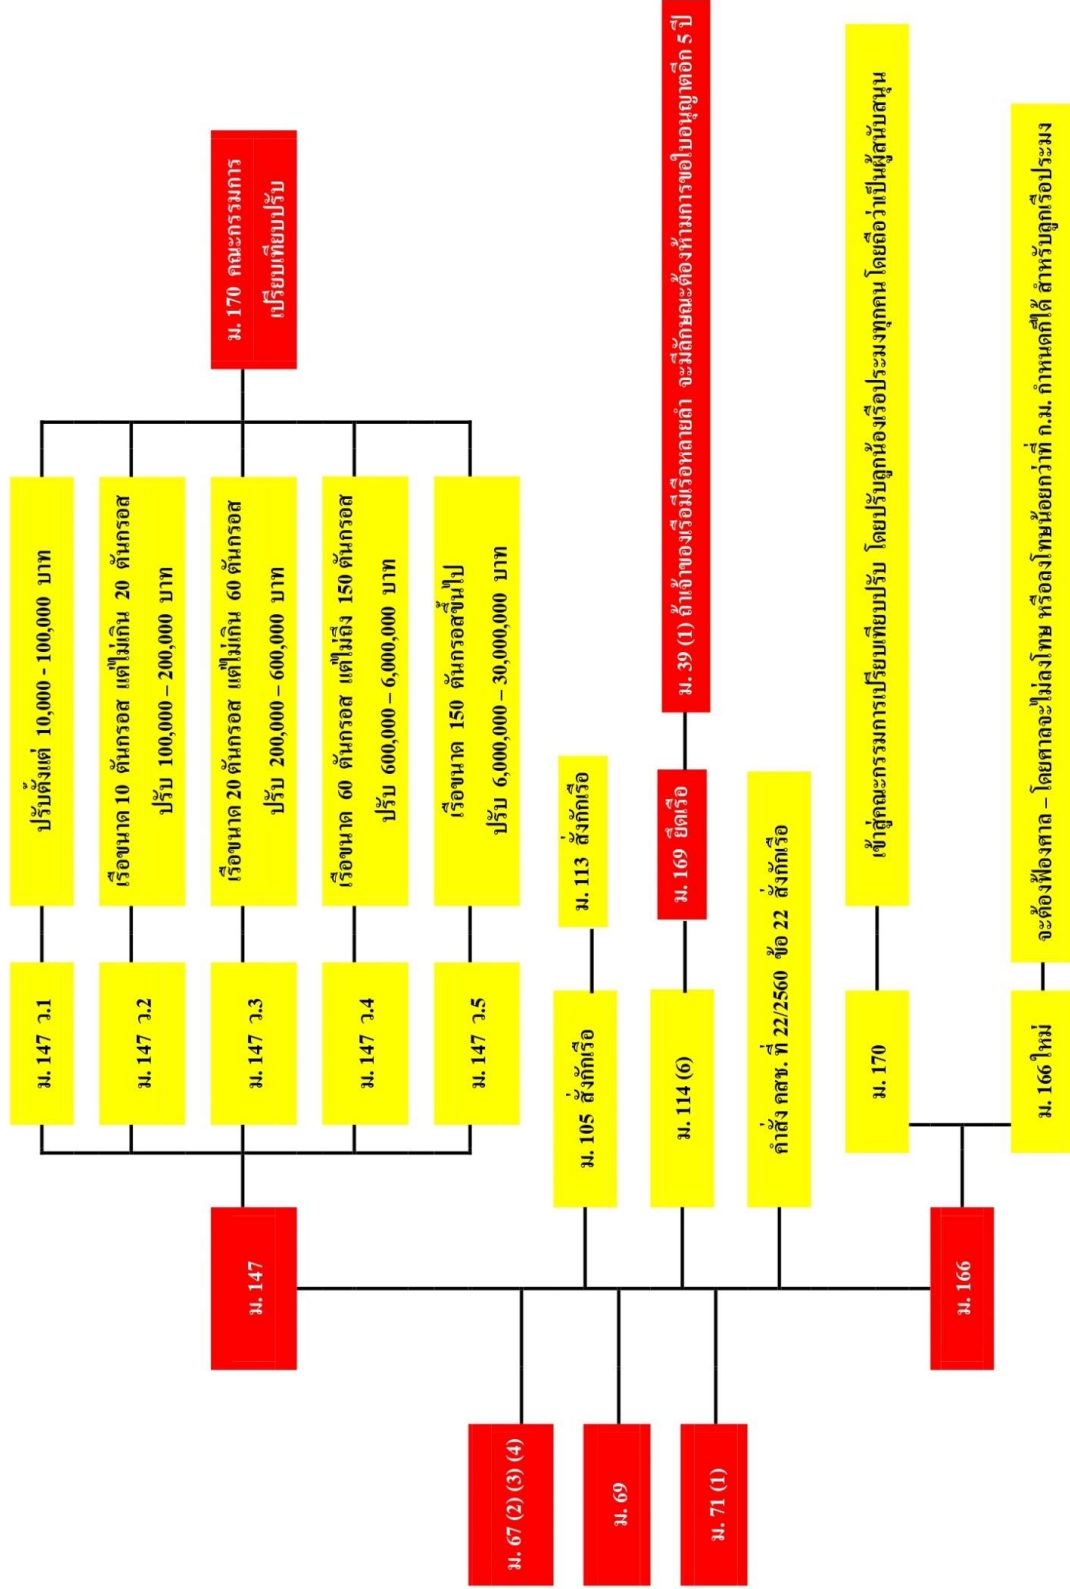 ม. 67 (2) (3) (4)
ม. 69
ม. 71 (1)
ม. 147
ม. 147 ว.1
ปรับตั้งแต่ 10,000 - 100,000 บาท
ม. 147 ว.2
เรือขนาด 10 ตันกรอส แต่ไม่เกิน 20 ตันกรอส
ปรับ 100,000 – 200,000 บาท
ม. 147 ว.3
เรือขนาด 20 ตันกรอส แต่ไม่เกิน 60 ตันกรอส
ปรับ 200,000 – 600,000 บาท
ม. 147 ว.4
เรือขนาด 60 ตันกรอส แต่ไม่ถึง 150 ตันกรอส
ปรับ 600,000 – 6,000,000 บาท
ม. 147 ว.5
เรือขนาด 150 ตันกรอสขึ้นไป
ปรับ 6,000,000 – 30,000,000 บาท
ม. 170 คณะกรรมการ
เปรียบเทียบปรับ
ม. 105 สั่งกักเรือ
ม. 113 สั่งกักเรือ
ม. 114 (6)
ม. 169 ยึดเรือ
ม. 39 (1) ถ้าเจ้าของเรือมีเรือหลายลำ จะมีลักษณะต้องห้ามการขอใบอนุญาตอีก 5 ปี
คำสั่ง คสช. ที่ 22/2560 ข้อ 22 สั่งกักเรือ
ม. 166
ม. 170
เข้าสู่คณะกรรมการเปรียบเทียบปรับ โดยปรับลูกน้องเรือประมงทุกคน โดยถือว่าเป็นผู้สนับสนุน
ม. 166 ใหม่
จะต้องฟ้องศาล – โดยศาลจะไม่ลงโทษ หรือลงโทษน้อยกว่าที่ ก.ม. กำหนดก็ได้ สำหรับลูกเรือประมง